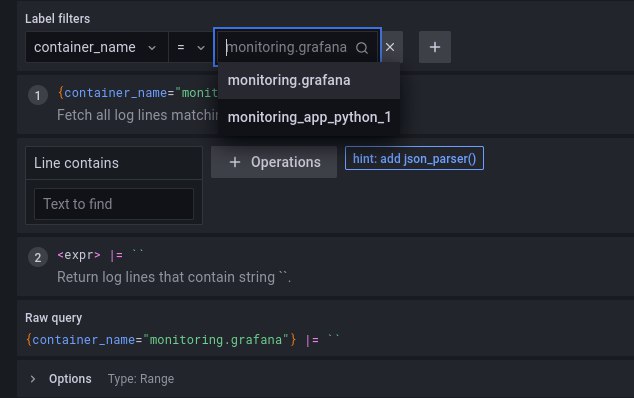 Label filters
container_name = monitoring.grafana
monitoring.grafana
monitoring_app_python_1
1 {container_name="monit
Fetch all log lines matchin
Line contains
+ Operations
hint: add json_parser()
Text to find
2 <expr> |= ``
Return log lines that contain string ``.
Raw query
{container_name="monitoring.grafana"} |= ``
Options Type: Range